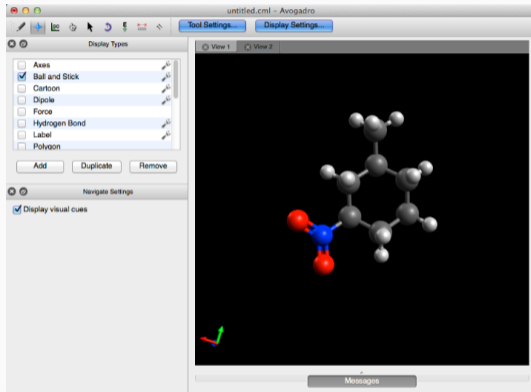 untitled.cml - Avogadro
Tool Settings... Display Settings...
Display Types
View 1 View 2
Axes
Ball and Stick
Cartoon
Dipole
Force
Hydrogen Bond
Label
Polygon
Add Duplicate Remove
Navigate Settings
Display visual cues
Messages